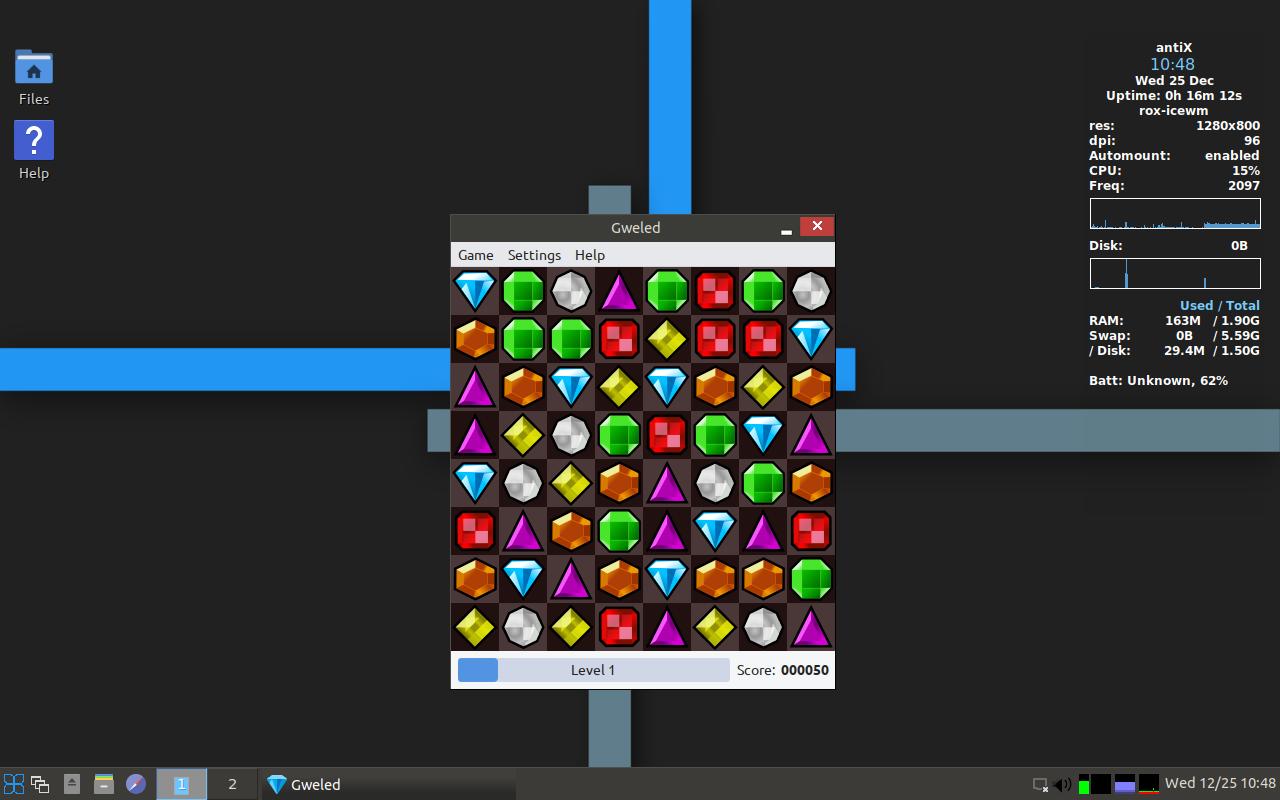 Files
Help
antiX
10:48
Wed 25 Dec
Uptime: 0h 16m 12s
rox-icewm
res: 1280x800
dpi: 96
Automount: enabled
CPU: 15%
Freq: 2097
Disk: 0B
Used / Total
RAM: 163M / 1.90G
Swap: 0B / 5.59G
/ Disk: 29.4M / 1.50G
Batt: Unknown, 62%
Gweled
Game Settings Help
Level 1 Score: 000050
1 2 Gweled Wed 12/25 10:48